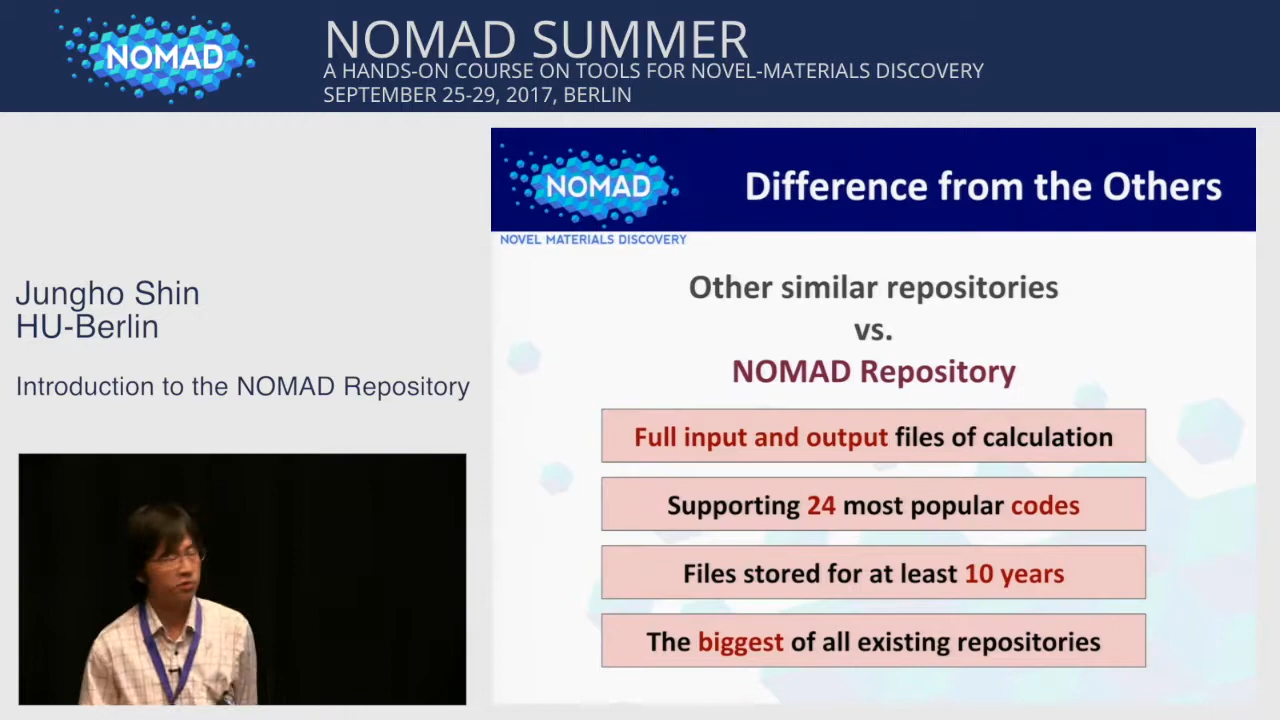 NOMAD
NOMAD SUMMER
A HANDS-ON COURSE ON TOOLS FOR NOVEL-MATERIALS DISCOVERY
SEPTEMBER 25-29, 2017, BERLIN
Jungho Shin
HU-Berlin
Introduction to the NOMAD Repository
NOMAD
NOVEL MATERIALS DISCOVERY
Difference from the Others
Other similar repositories
vs.
NOMAD Repository
Full input and output files of calculation
Supporting 24 most popular codes
Files stored for at least 10 years
The biggest of all existing repositories